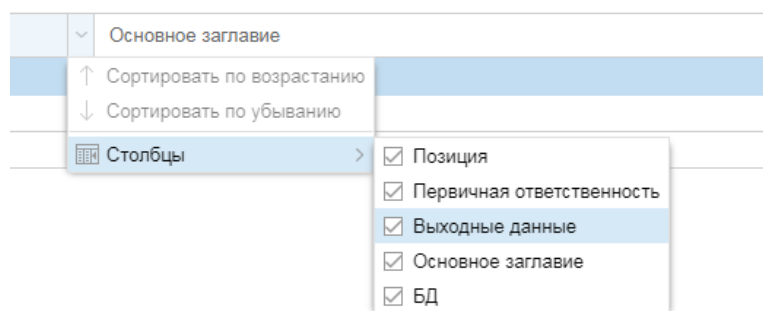 Основное заглавие
Сортировать по возрастанию
Сортировать по убыванию
Столбцы
Позиция
Первичная ответственность
Выходные данные
Основное заглавие
БД